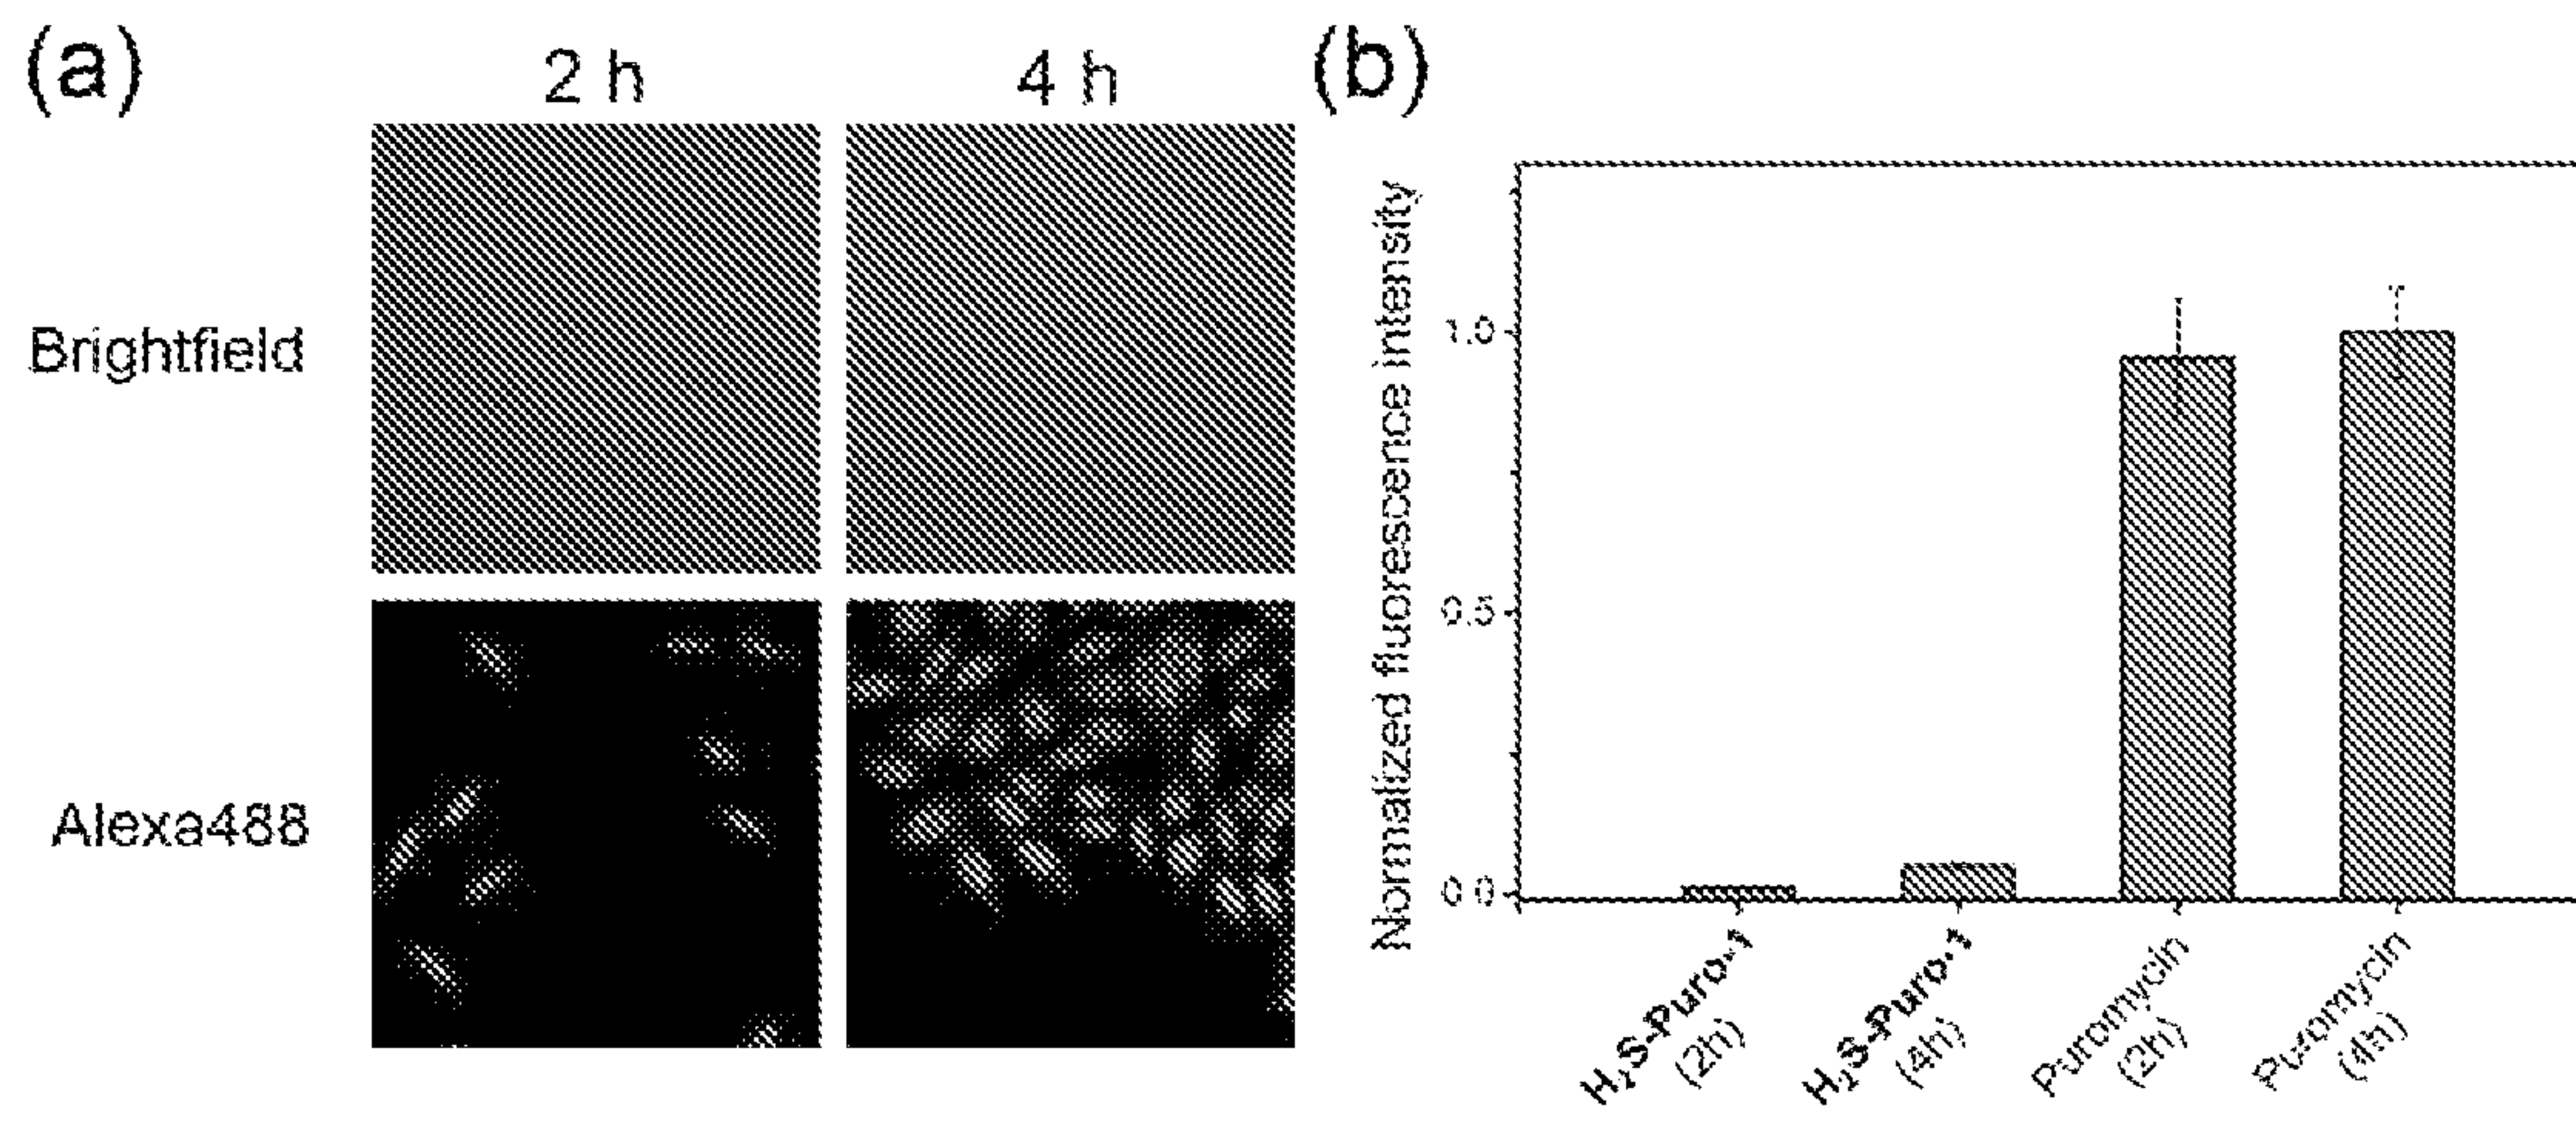 (a)
2 h
4 h
Brightfield
Alexa488
(b)
Normalized fluorescence intensity
1.0
0.5
0.0
H₂S-Puro-1
(2h)
H₂S-Puro-1
(4h)
Puromycin
(2h)
Puromycin
(4h)